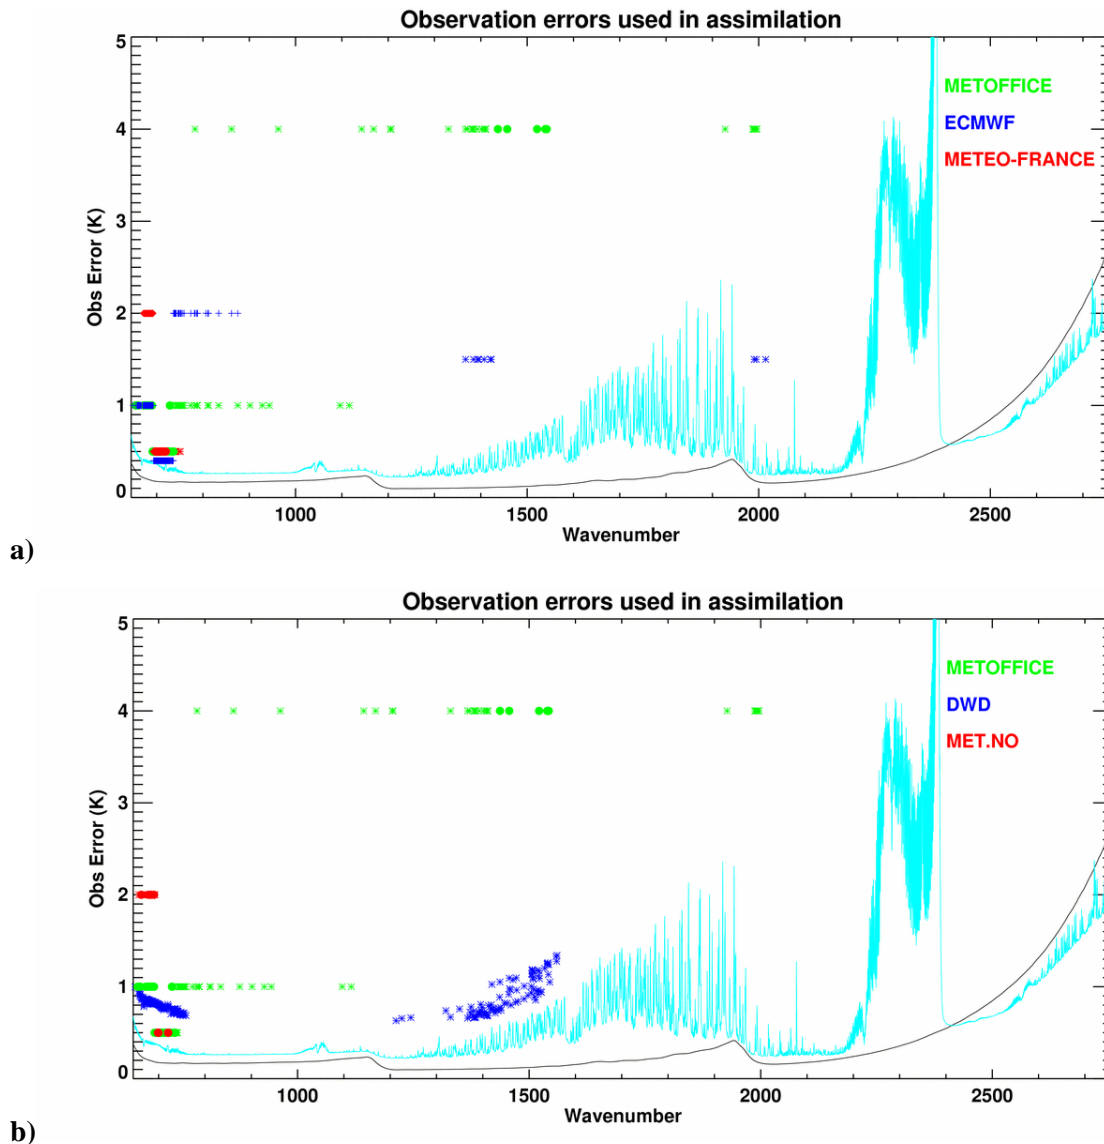 Observation errors used in assimilation
5
METOFFICE
4
ECMWF
METEO-FRANCE
3
Obs Error (K)
2
1
0
1000
1500
2000
2500
Wavenumber
a)
Observation errors used in assimilation
5
METOFFICE
DWD
4
MET.NO
3
Obs Error (K)
2
1
0
1000
1500
2000
2500
Wavenumber
b)